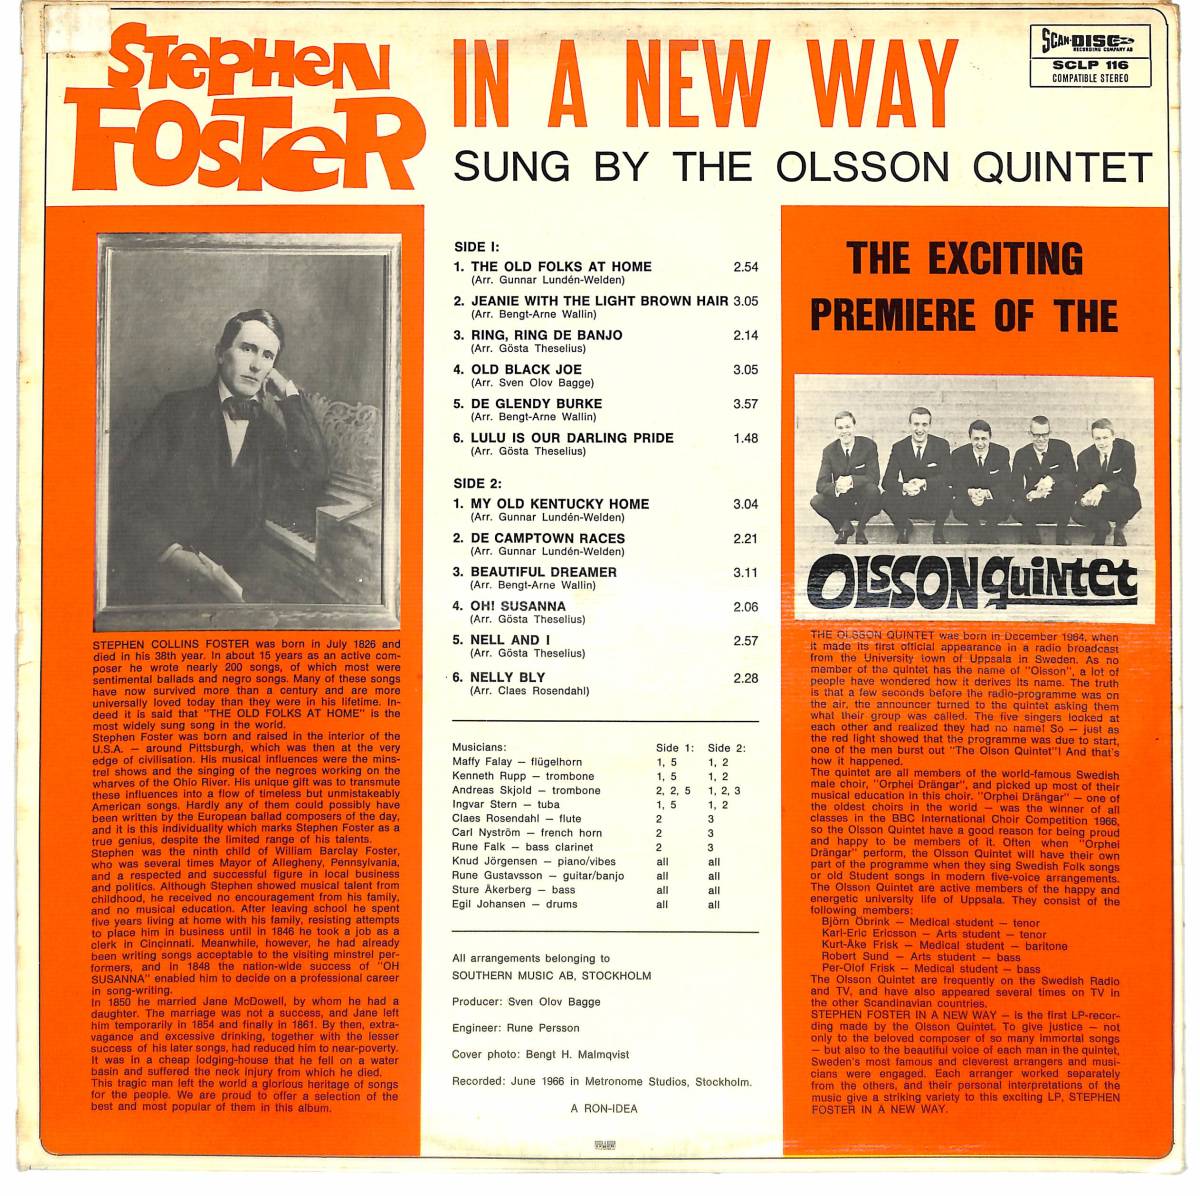 STEPHEN
FOSTER
IN A NEW WAY
SUNG BY THE OLSSON QUINTET
SCAN-DISC
RECORDING COMPANY AB
SCLP 116
COMPATIBLE STEREO
STEPHEN COLLINS FOSTER was born in July 1826 and
died in his 38th year. In about 15 years as an active com-
poser he wrote nearly 200 songs, of which most were
sentimental ballads and negro songs. Many of these songs
have now survived more than a century and are more
universally loved today than they were in his lifetime. In-
deed it is said that "THE OLD FOLKS AT HOME" is the
most widely sung song in the world.
Stephen Foster was born and raised in the interior of the
U.S.A. — around Pittsburgh, which was then at the very
edge of civilisation. His musical influences were the mins-
trel shows and the singing of the negroes working on the
wharves of the Ohio River. His unique gift was to transmute
these influences into a flow of timeless but unmistakeably
American songs. Hardly any of them could possibly have
been written by the European ballad composers of the day,
and it is this individuality which marks Stephen Foster as a
true genius, despite the limited range of his talents.
Stephen was the ninth child of William Barclay Foster,
who was several times Mayor of Allegheny, Pennsylvania,
and a respected and successful figure in local business
and politics. Although Stephen showed musical talent from
childhood, he received no encouragement from his family,
and no musical education. After leaving school he spent
five years living at home with his family, resisting attempts
to place him in business until in 1846 he took a job as a
clerk in Cincinnati. Meanwhile, however, he had already
been writing songs acceptable to the visiting minstrel per-
formers, and in 1848 the nation-wide success of "OH
SUSANNA" enabled him to decide on a professional career
in song-writing.
In 1850 he married Jane McDowell, by whom he had a
daughter. The marriage was not a success, and Jane left
him temporarily in 1854 and finally in 1861. By then, extra-
vagance and excessive drinking, together with the lesser
success of his later songs, had reduced him to near-poverty.
It was in a cheap lodging-house that he fell on a water
basin and suffered the neck injury from which he died.
This tragic man left the world a glorious heritage of songs
for the people. We are proud to offer a selection of the
best and most popular of them in this album.
SIDE I:
1. THE OLD FOLKS AT HOME 2.54
(Arr. Gunnar Lundén-Welden)
2. JEANIE WITH THE LIGHT BROWN HAIR 3.05
(Arr. Bengt-Arne Wallin)
3. RING, RING DE BANJO 2.14
(Arr. Gösta Theselius)
4. OLD BLACK JOE 3.05
(Arr. Sven Olov Bagge)
5. DE GLENDY BURKE 3.57
(Arr. Bengt-Arne Wallin)
6. LULU IS OUR DARLING PRIDE 1.48
(Arr. Gösta Theselius)
SIDE 2:
1. MY OLD KENTUCKY HOME 3.04
(Arr. Gunnar Lundén-Welden)
2. DE CAMPTOWN RACES 2.21
(Arr. Gunnar Lundén-Welden)
3. BEAUTIFUL DREAMER 3.11
(Arr. Bengt-Arne Wallin)
4. OH! SUSANNA 2.06
(Arr. Gösta Theselius)
5. NELL AND I 2.57
(Arr. Gösta Theselius)
6. NELLY BLY 2.28
(Arr. Claes Rosendahl)
Musicians: Side 1: Side 2:
Maffy Falay — flügelhorn 1, 5 1, 2
Kenneth Rupp — trombone 1, 5 1, 2
Andreas Skjold — trombone 2, 2, 5 1, 2, 3
Ingvar Stern — tuba 1, 5 1, 2
Claes Rosendahl — flute 2 3
Carl Nyström — french horn 2 3
Rune Falk — bass clarinet 2 3
Knud Jörgensen — piano/vibes all all
Rune Gustavsson — guitar/banjo all all
Sture Åkerberg — bass all all
Egil Johansen — drums all all
All arrangements belonging to
SOUTHERN MUSIC AB, STOCKHOLM
Producer: Sven Olov Bagge
Engineer: Rune Persson
Cover photo: Bengt H. Malmqvist
Recorded: June 1966 in Metronome Studios, Stockholm.
A RON-IDEA
THE EXCITING
PREMIERE OF THE
OLSSON quintet
THE OLSSON QUINTET was born in December 1964, when
it made its first official appearance in a radio broadcast
from the University town of Uppsala in Sweden. As no
member of the quintet has the name of "Olsson", a lot of
people have wondered how it derives its name. The truth
is that a few seconds before the radio-programme was on
the air, the announcer turned to the quintet asking them
what their group was called. The five singers looked at
each other and realized they had no name! So — just as
the red light showed that the programme was due to start,
one of the men burst out "The Olson Quintet"! And that's
how it happened.
The quintet are all members of the world-famous Swedish
male choir, "Orphei Drängar", and picked up most of their
musical education in this choir. "Orphei Drängar" — one of
the oldest choirs in the world — was the winner of all
classes in the BBC International Choir Competition 1966,
so the Olsson Quintet have a good reason for being proud
and happy to be members of it. Often when "Orphei
Drängar" perform, the Olsson Quintet will have their own
part of the programme when they sing Swedish Folk songs
or old Student songs in modern five-voice arrangements.
The Olsson Quintet are active members of the happy and
energetic university life of Uppsala. They consist of the
following members:
Björn Öbrink — Medical student — tenor
Karl-Eric Ericsson — Arts student — tenor
Kurt-Åke Frisk — Medical student — baritone
Robert Sund — Arts student — bass
Per-Olof Frisk — Medical student — bass
The Olsson Quintet are frequently on the Swedish Radio
and TV, and have also appeared several times on TV in
the other Scandinavian countries.
STEPHEN FOSTER IN A NEW WAY — is the first LP-recor-
ding made by the Olsson Quintet. To give justice — not
only to the beloved composer of so many immortal songs
— but also to the beautiful voice of each man in the quintet,
Sweden's most famous and cleverest arrangers and musi-
cians were engaged. Each arranger worked separately
from the others, and their personal interpretations of the
music give a striking variety to this exciting LP, STEPHEN
FOSTER IN A NEW WAY.